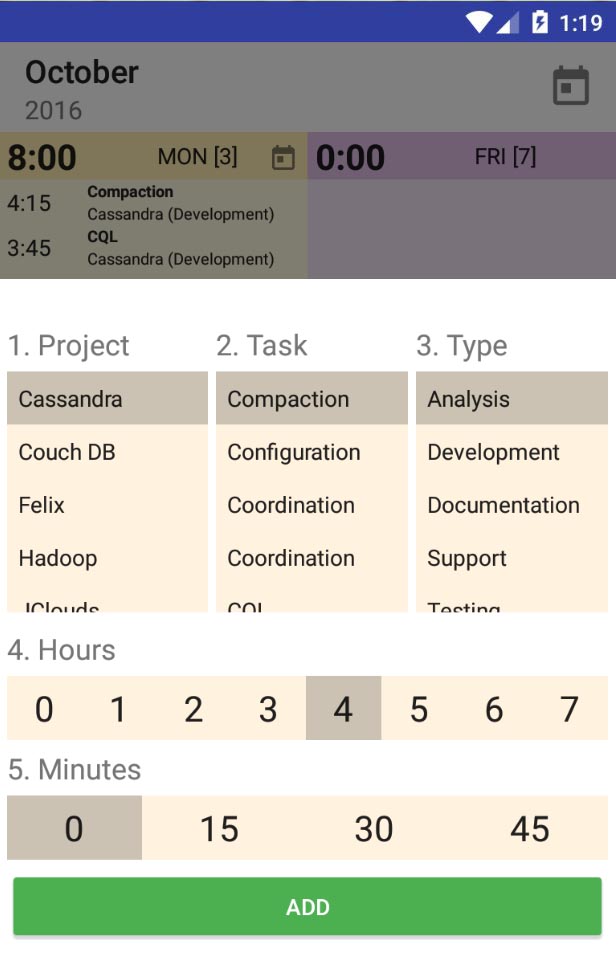 1:19
October
2016
8:00 MON [3] 0:00 FRI [7]
4:15 Compaction
Cassandra (Development)
3:45 CQL
Cassandra (Development)
1. Project 2. Task 3. Type
Cassandra Compaction Analysis
Couch DB Configuration Development
Felix Coordination Documentation
Hadoop Coordination Support
JClouds CQL Testing
4. Hours
0 1 2 3 4 5 6 7
5. Minutes
0 15 30 45
ADD